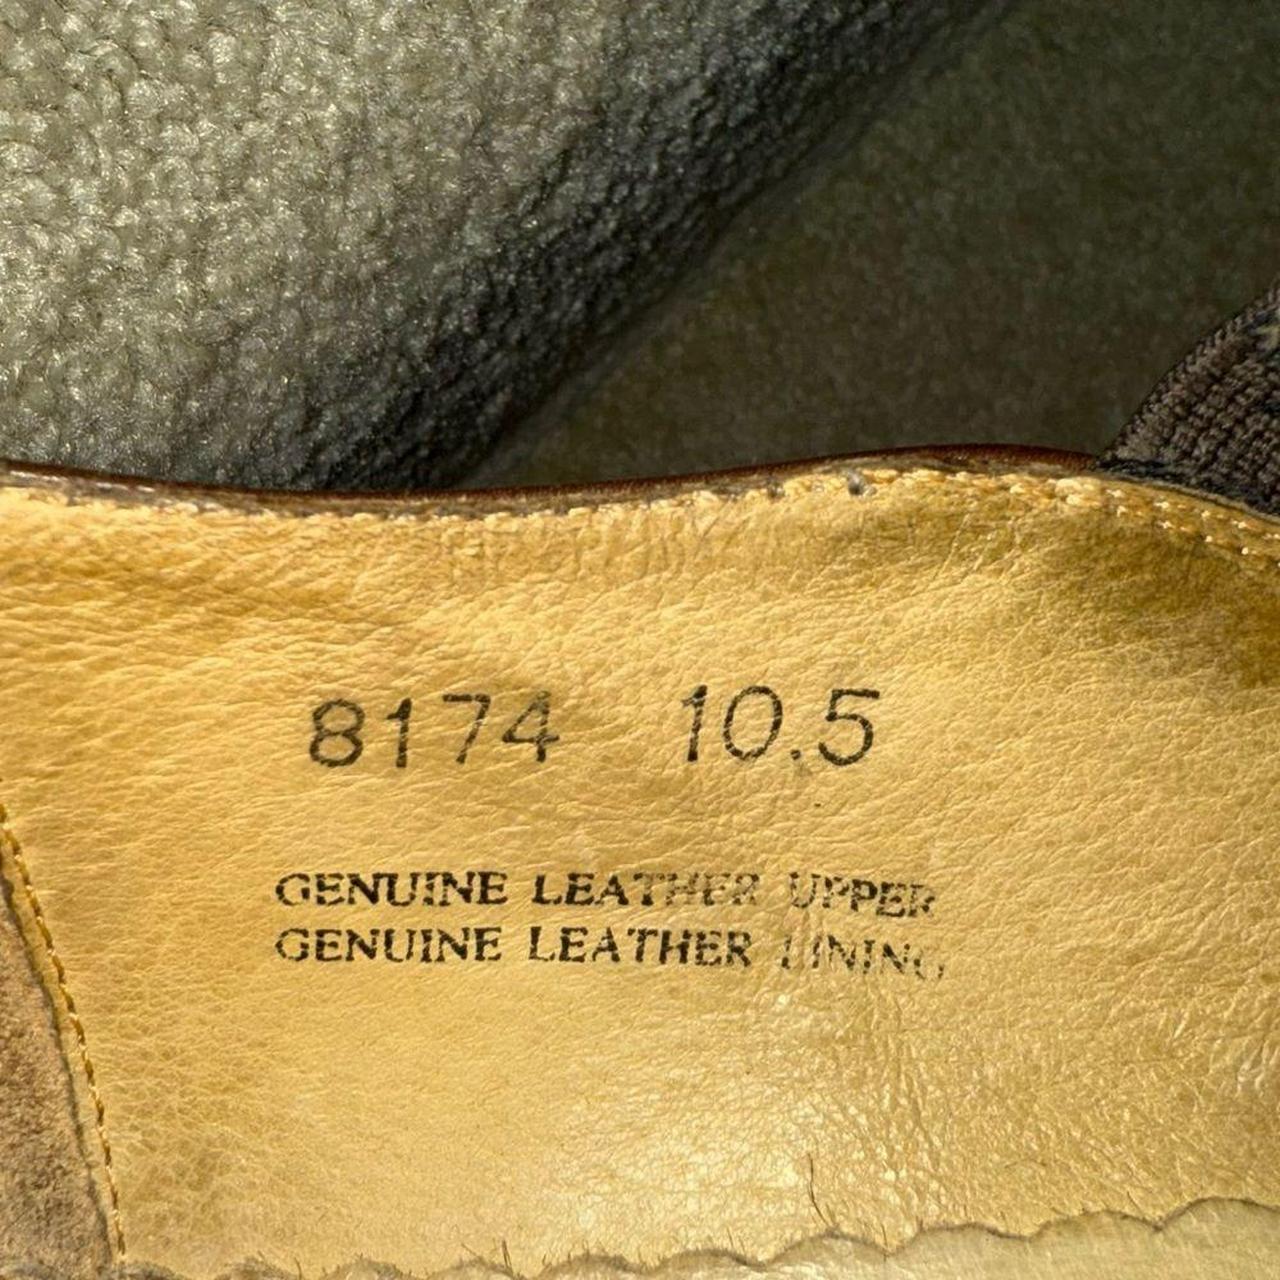 8174 10.5
GENUINE LEATHER UPPER
GENUINE LEATHER LINING